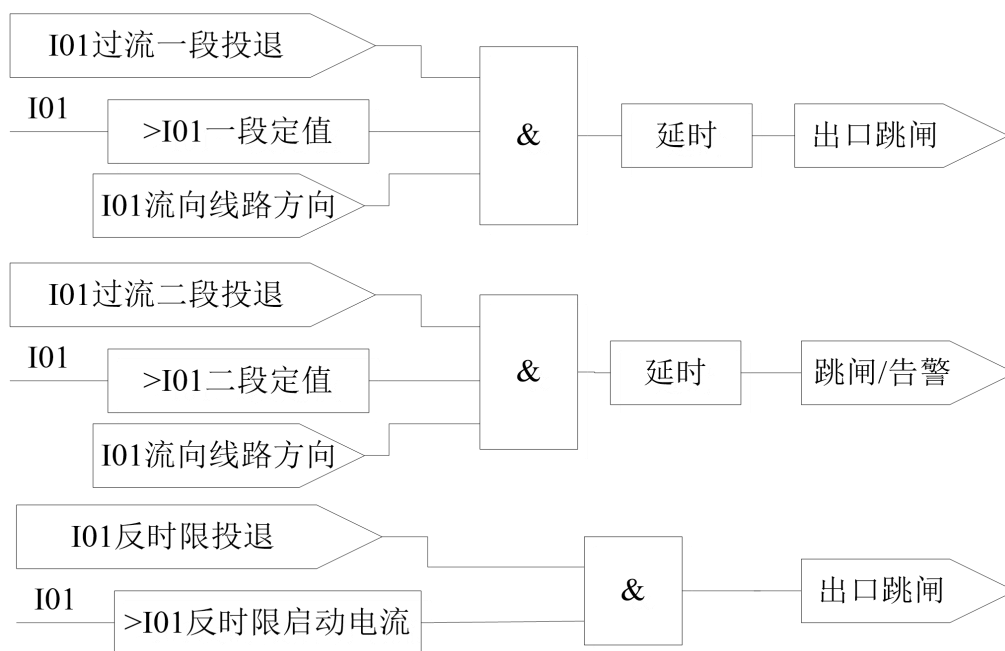 I01过流一段投退
I01
>I01一段定值
I01流向线路方向
&
延时
出口跳闸
I01过流二段投退
I01
>I01二段定值
I01流向线路方向
&
延时
跳闸/告警
I01反时限投退
I01
>I01反时限启动电流
&
出口跳闸